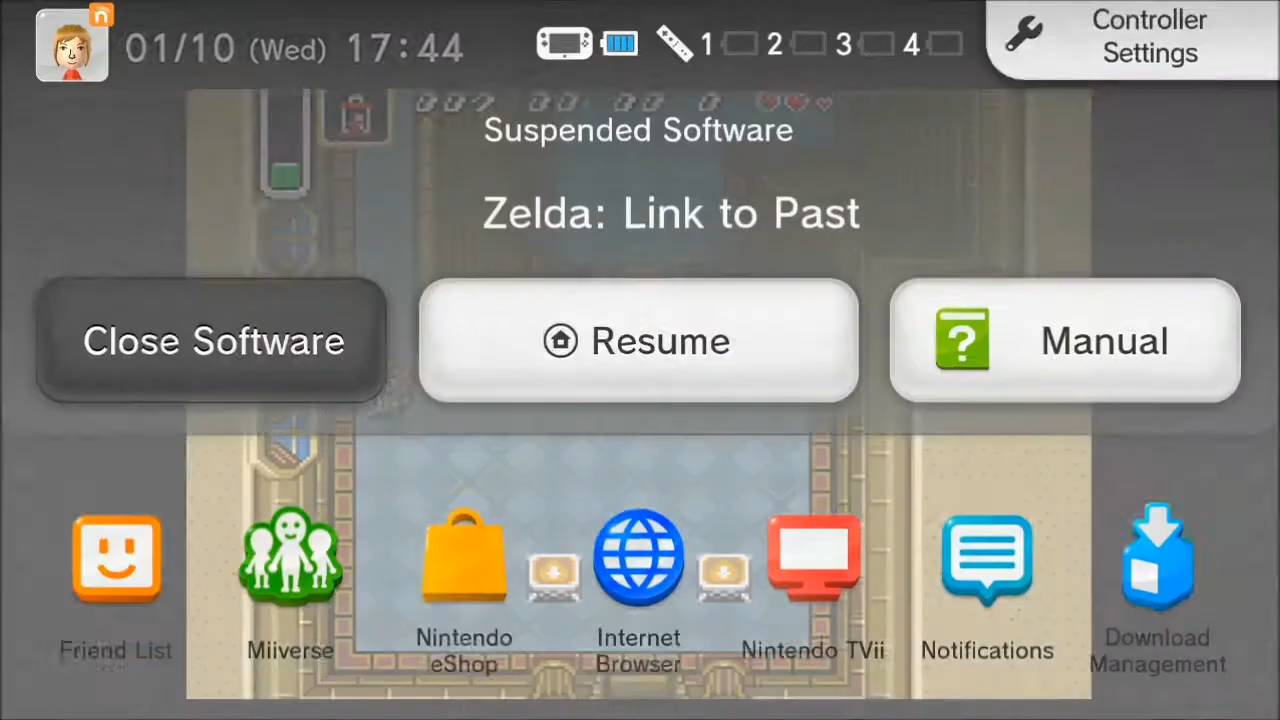 01/10 (Wed) 17:44
1 2 3 4
Controller
Settings
Suspended Software
Zelda: Link to Past
Close Software
Resume
? Manual
Friend List
Miiverse
Nintendo
eShop
Internet
Browser
Nintendo TVii
Notifications
Download
Management